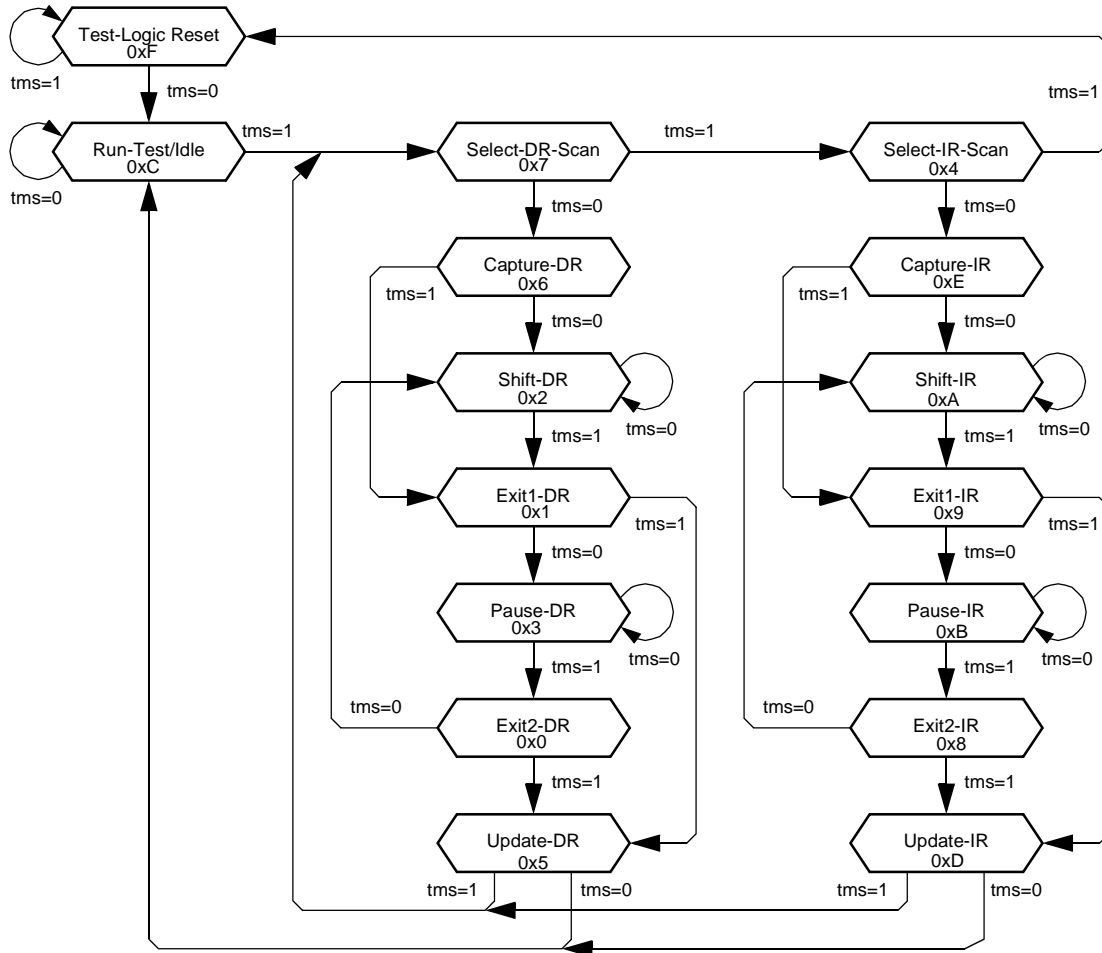 Test-Logic Reset
0xF
tms=1
tms=0
tms=1
Run-Test/Idle
0xC
tms=0
tms=1
Select-DR-Scan
0x7
tms=1
Select-IR-Scan
0x4
tms=0
tms=0
Capture-DR
0x6
tms=1
Capture-IR
0xE
tms=1
tms=0
tms=0
Shift-DR
0x2
tms=0
Shift-IR
0xA
tms=0
tms=1
tms=1
Exit1-DR
0x1
tms=1
Exit1-IR
0x9
tms=1
tms=0
tms=0
Pause-DR
0x3
tms=0
Pause-IR
0xB
tms=0
tms=1
tms=1
tms=0
Exit2-DR
0x0
tms=0
Exit2-IR
0x8
tms=1
tms=1
Update-DR
0x5
Update-IR
0xD
tms=1
tms=0
tms=1
tms=0